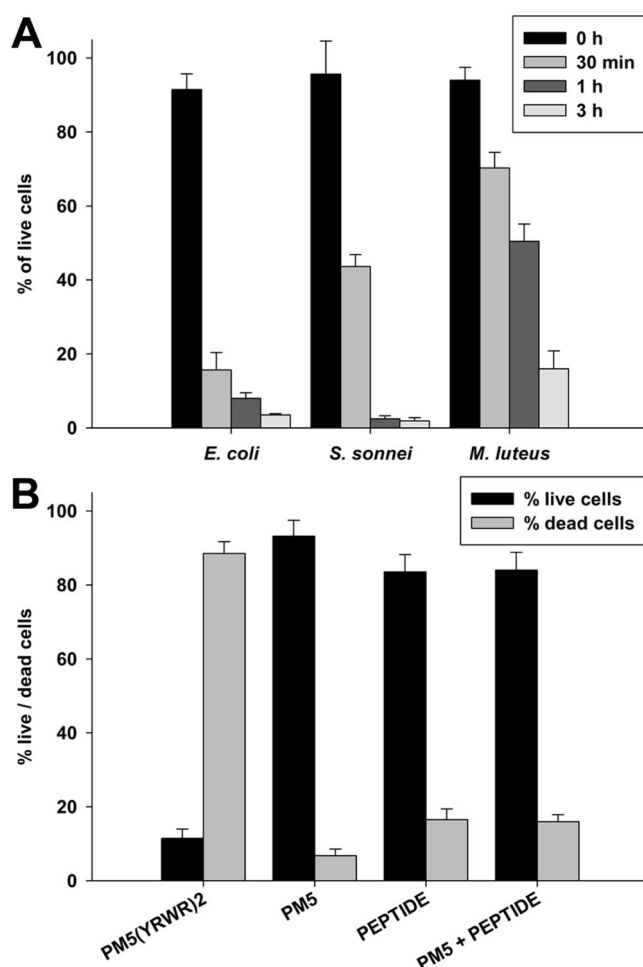 A
% of live cells
100
80
60
40
20
0
0 h
30 min
1 h
3 h
E. coli
S. sonnei
M. luteus
B
% live / dead cells
100
80
60
40
20
0
% live cells
% dead cells
PM5(YRWR)2
PM5
PEPTIDE
PM5 + PEPTIDE